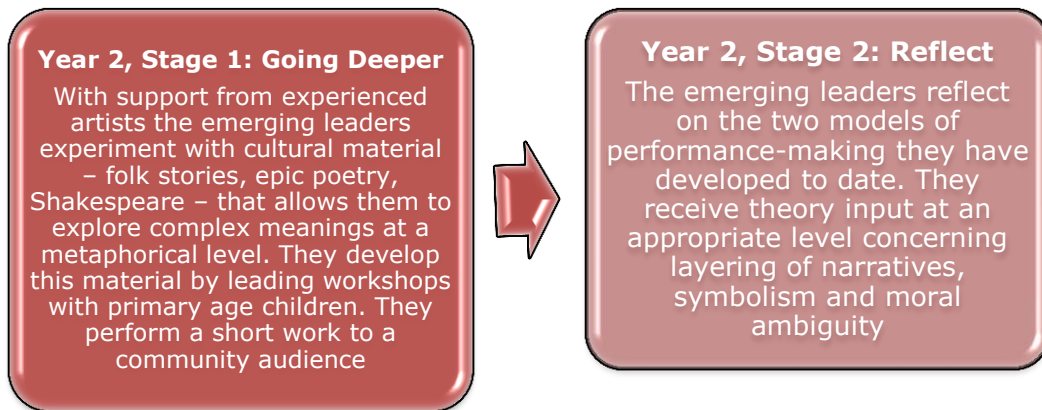 Year 2, Stage 1: Going Deeper
With support from experienced
artists the emerging leaders
experiment with cultural material
– folk stories, epic poetry,
Shakespeare – that allows them to
explore complex meanings at a
metaphorical level. They develop
this material by leading workshops
with primary age children. They
perform a short work to a
community audience
Year 2, Stage 2: Reflect
The emerging leaders reflect
on the two models of
performance-making they have
developed to date. They
receive theory input at an
appropriate level concerning
layering of narratives,
symbolism and moral
ambiguity